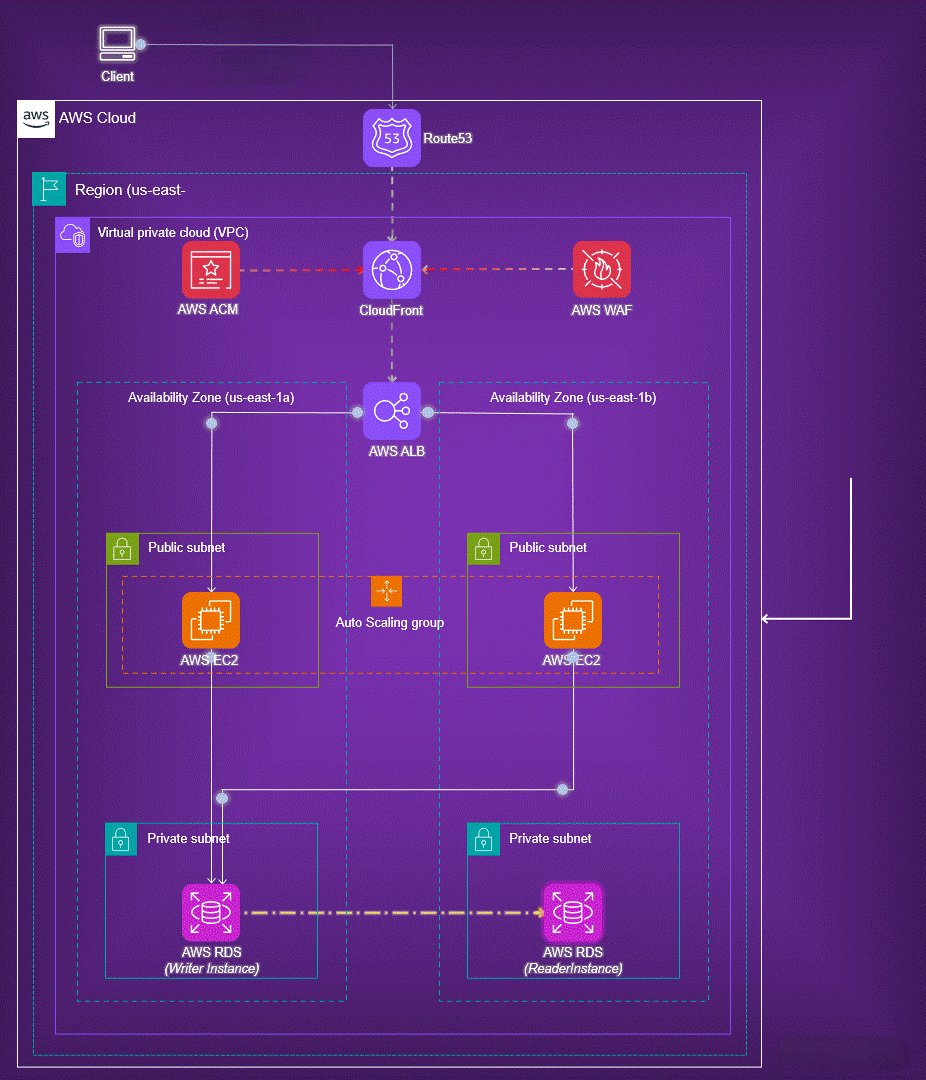 Client
aws
AWS Cloud
53
Route53
Region (us-east-
Virtual private cloud (VPC)
AWS ACM
CloudFront
AWS WAF
Availability Zone (us-east-1a)
Availability Zone (us-east-1b)
AWS ALB
Public subnet
Public subnet
Auto Scaling group
AWS EC2
AWS EC2
Private subnet
Private subnet
AWS RDS
(Writer Instance)
AWS RDS
(ReaderInstance)